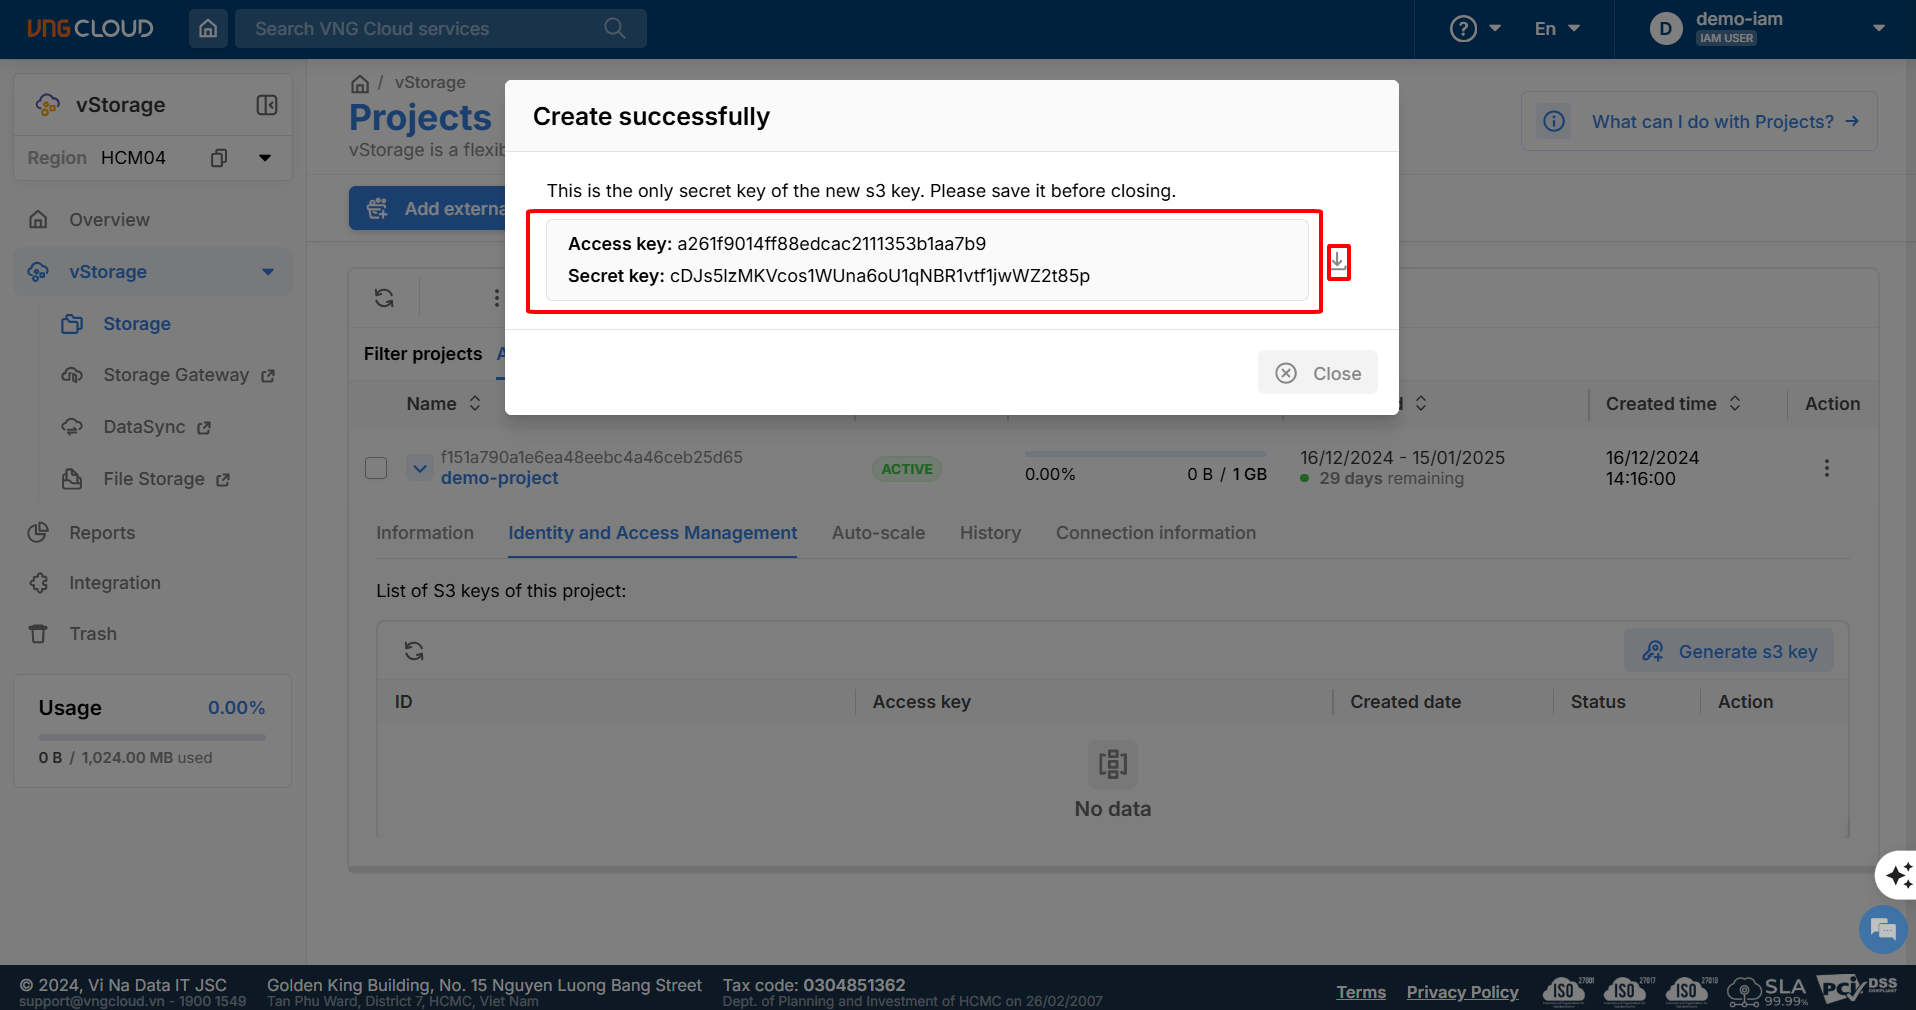 VNG CLOUD
Search VNG Cloud services
En
D
demo-iam
IAM USER
vStorage
Region HCM04
Overview
vStorage
Storage
Storage Gateway
DataSync
File Storage
Reports
Integration
Trash
Usage 0.00%
0 B / 1,024.00 MB used
/ vStorage
Projects
vStorage is a flexib
What can I do with Projects?
Add externa
Create successfully
This is the only secret key of the new s3 key. Please save it before closing.
Access key: a261f9014ff88edcac2111353b1aa7b9
Secret key: cDJs5lzMKVcos1WUna6oU1qNBR1vtf1jwWZ2t85p
Close
Filter projects A
Name
d
Created time
Action
f151a790a1e6ea48eebc4a46ceb25d65
demo-project
ACTIVE
0.00% 0 B / 1 GB
16/12/2024 - 15/01/2025
29 days remaining
16/12/2024
14:16:00
Information Identity and Access Management Auto-scale History Connection information
List of S3 keys of this project:
Generate s3 key
ID Access key Created date Status Action
No data
© 2024, Vi Na Data IT JSC
support@vngcloud.vn - 1900 1549
Golden King Building, No. 15 Nguyen Luong Bang Street
Tan Phu Ward, District 7, HCMC, Viet Nam
Tax code: 0304851362
Dept. of Planning and Investment of HCMC on 26/02/2007
Terms
Privacy Policy
ISO 27001
ISO 27017
ISO 27018
SLA
99.99%
PCI DSS
COMPLIANT